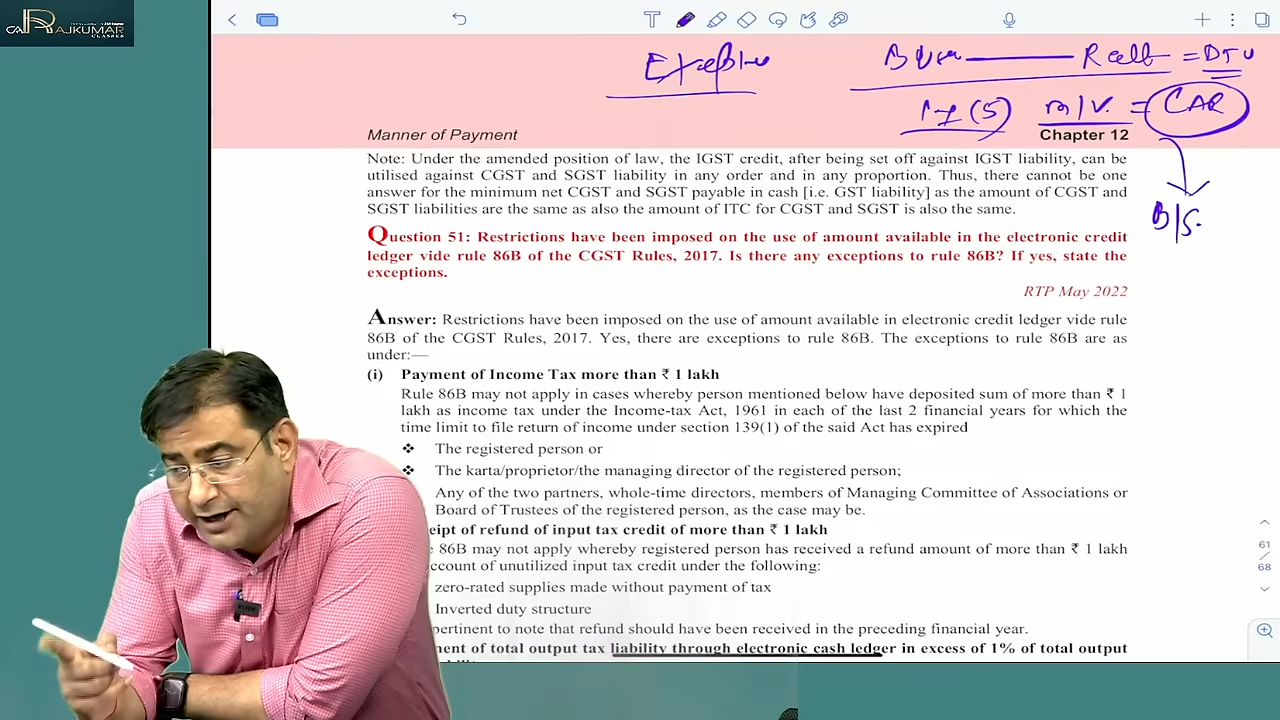 CA RAJKUMAR
CLASSES
= DTU
(5) = CAR
B/S.
Manner of Payment
Chapter 12
Note: Under the amended position of law, the IGST credit, after being set off against IGST liability, can be
utilised against CGST and SGST liability in any order and in any proportion. Thus, there cannot be one
answer for the minimum net CGST and SGST payable in cash [i.e. GST liability] as the amount of CGST and
SGST liabilities are the same as also the amount of ITC for CGST and SGST is also the same.
Question 51: Restrictions have been imposed on the use of amount available in the electronic credit
ledger vide rule 86B of the CGST Rules, 2017. Is there any exceptions to rule 86B? If yes, state the
exceptions.
RTP May 2022
Answer: Restrictions have been imposed on the use of amount available in electronic credit ledger vide rule
86B of the CGST Rules, 2017. Yes, there are exceptions to rule 86B. The exceptions to rule 86B are as
under:—
(i) Payment of Income Tax more than ₹ 1 lakh
Rule 86B may not apply in cases whereby person mentioned below have deposited sum of more than ₹ 1
lakh as income tax under the Income-tax Act, 1961 in each of the last 2 financial years for which the
time limit to file return of income under section 139(1) of the said Act has expired
❖ The registered person or
❖ The karta/proprietor/the managing director of the registered person;
Any of the two partners, whole-time directors, members of Managing Committee of Associations or
Board of Trustees of the registered person, as the case may be.
eipt of refund of input tax credit of more than ₹ 1 lakh
e 86B may not apply whereby registered person has received a refund amount of more than ₹ 1 lakh
account of unutilized input tax credit under the following:
zero-rated supplies made without payment of tax
Inverted duty structure
pertinent to note that refund should have been received in the preceding financial year.
ment of total output tax liability through electronic cash ledger in excess of 1% of total output
61
68